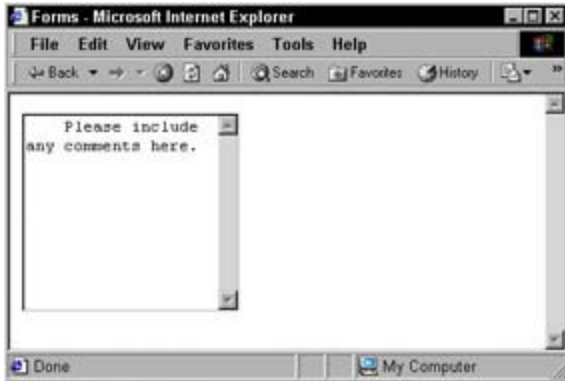 Forms - Microsoft Internet Explorer
File Edit View Favorites Tools Help
Back Search Favorites History »
Please include
any comments here.
Done My Computer